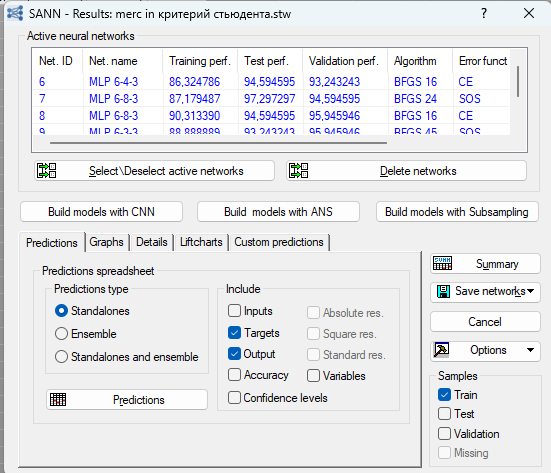 SANN - Results: merc in критерий стьюдента.stw
Active neural networks
Net. ID Net. name Training perf. Test perf. Validation perf. Algorithm Error funct
6 MLP 6-4-3 86,324786 94,594595 93,243243 BFGS 16 CE
7 MLP 6-8-3 87,179487 97,297297 94,594595 BFGS 24 SOS
8 MLP 6-8-3 90,313390 94,594595 95,945946 BFGS 16 CE
9 MLP 6-3-3 88,888889 93,243243 95,945946 BFGS 45 SOS
Select\Deselect active networks Delete networks
Build models with CNN Build models with ANS Build models with Subsampling
Predictions Graphs Details Liftcharts Custom predictions
Predictions spreadsheet
Predictions type
Standalones
Ensemble
Standalones and ensemble
Predictions
Include
Inputs Absolute res.
Targets Square res.
Output Standard res.
Accuracy Variables
Confidence levels
SANN Summary
Save networks
Cancel
Options
Samples
Train
Test
Validation
Missing